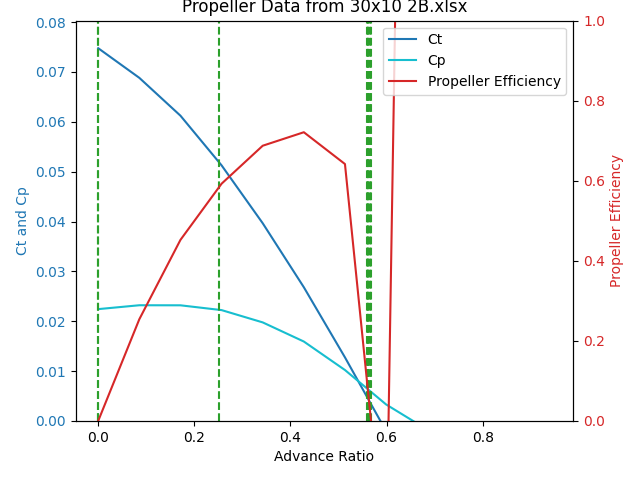 Propeller Data from 30x10 2B.xlsx
Ct
Cp
Propeller Efficiency
0.08
0.07
0.06
0.05
0.04
0.03
0.02
0.01
0.00
Ct and Cp
1.0
0.8
0.6
0.4
0.2
0.0
Propeller Efficiency
0.0 0.2 0.4 0.6 0.8
Advance Ratio